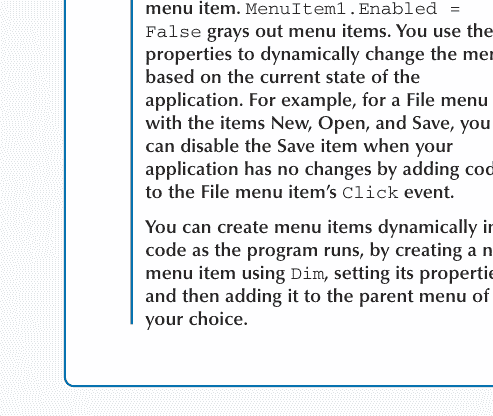 menu item. MenuItem1.Enabled =
False grays out menu items. You use the
properties to dynamically change the
based on the current state of the
application. For example, for a File menu
with the items New, Open, and Save, you
can disable the Save item when your
application has no changes by adding
to the File menu item's Click event.
You can create menu items dynamically
code as the program runs, by creating a
menu item using Dim, setting its
and then adding it to the parent menu of
your choice.